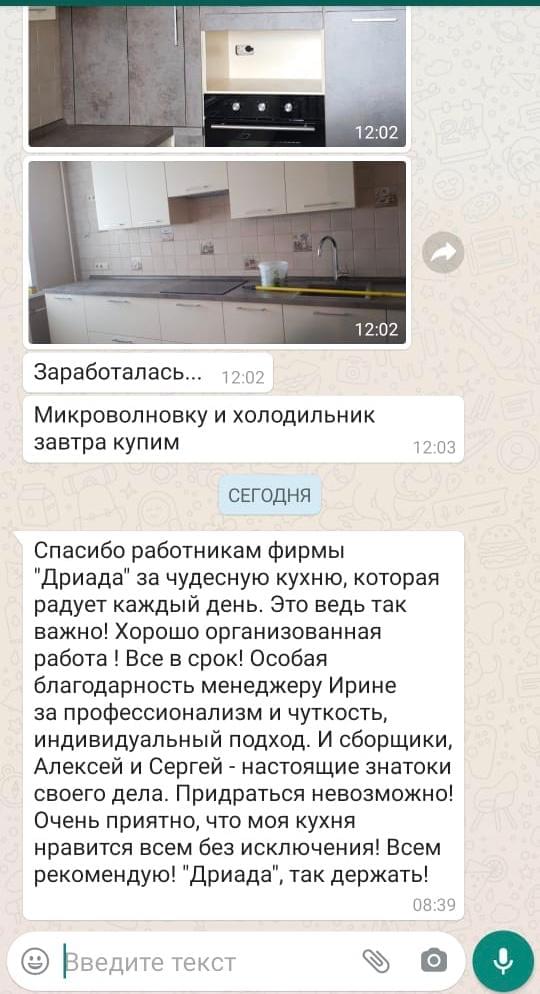 12:02
12:02
Заработалась... 12:02
Микроволновку и холодильник
завтра купим 12:03
СЕГОДНЯ
Спасибо работникам фирмы
"Дриада" за чудесную кухню, которая
радует каждый день. Это ведь так
важно! Хорошо организованная
работа ! Все в срок! Особая
благодарность менеджеру Ирине
за профессионализм и чуткость,
индивидуальный подход. И сборщики,
Алексей и Сергей - настоящие знатоки
своего дела. Придраться невозможно!
Очень приятно, что моя кухня
нравится всем без исключения! Всем
рекомендую! "Дриада", так держать!
08:39
Введите текст